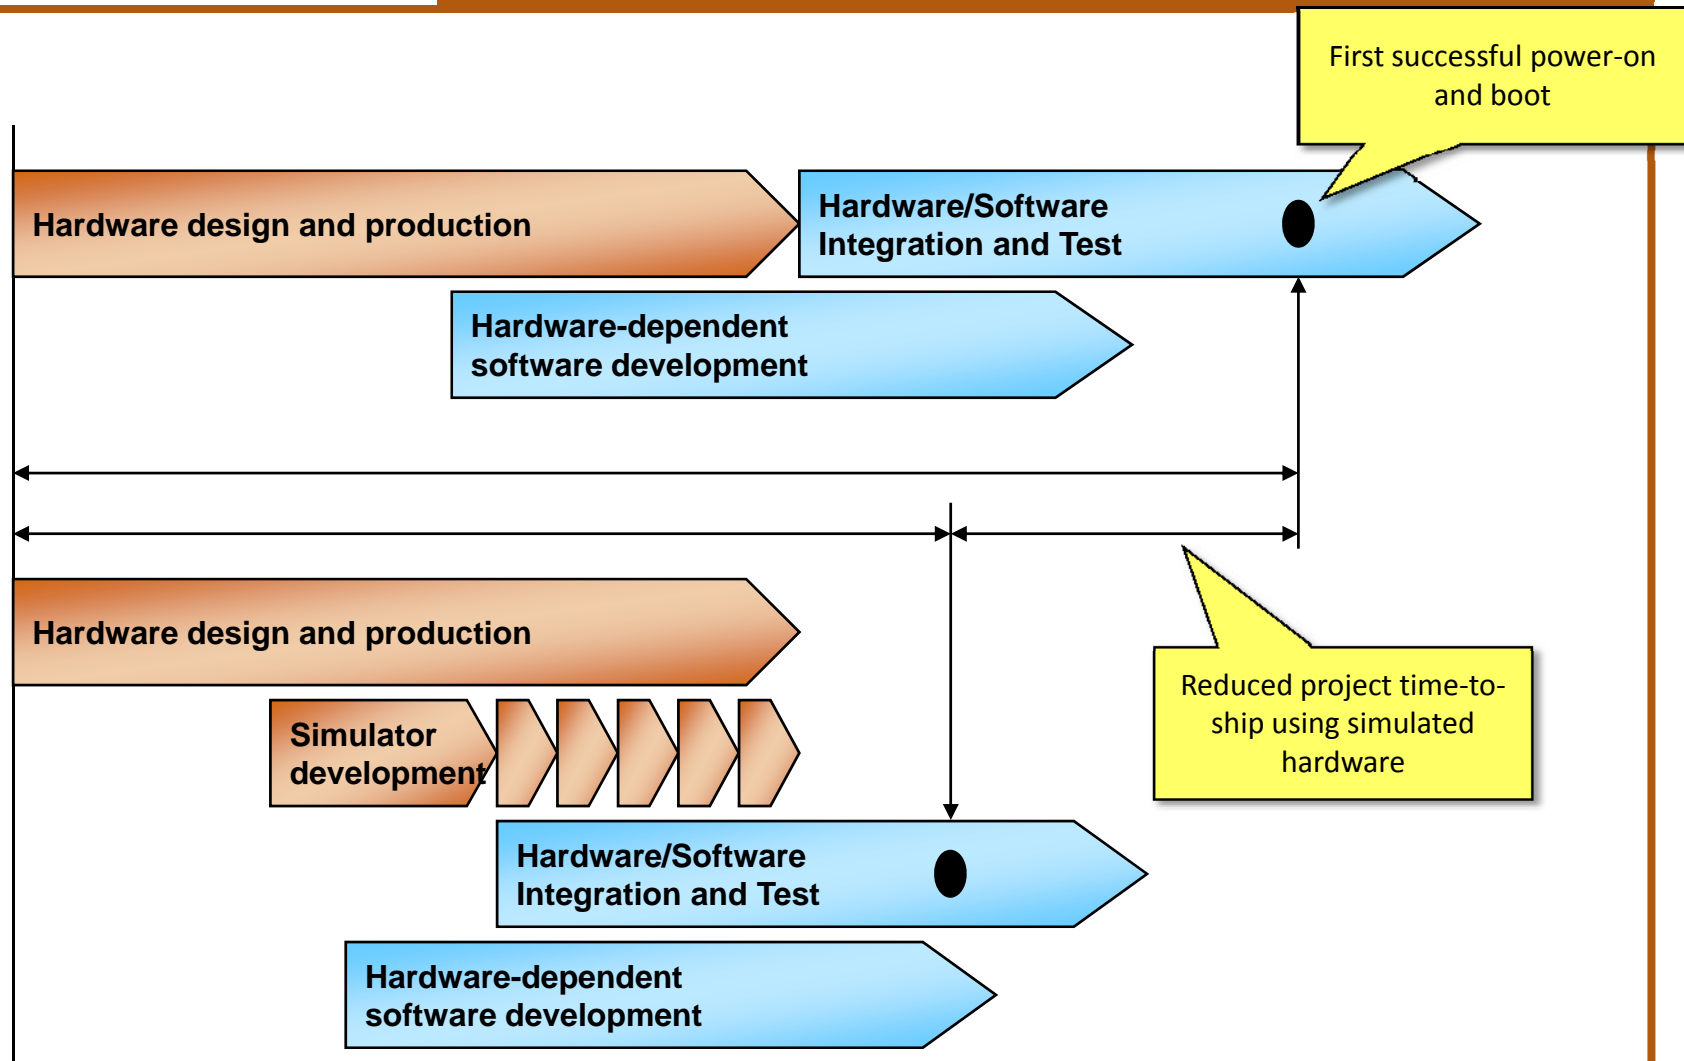 First successful power-on
and boot
Hardware design and production
Hardware/Software
Integration and Test
Hardware-dependent
software development
Hardware design and production
Reduced project time-to-
ship using simulated
hardware
Simulator
development
Hardware/Software
Integration and Test
Hardware-dependent
software development